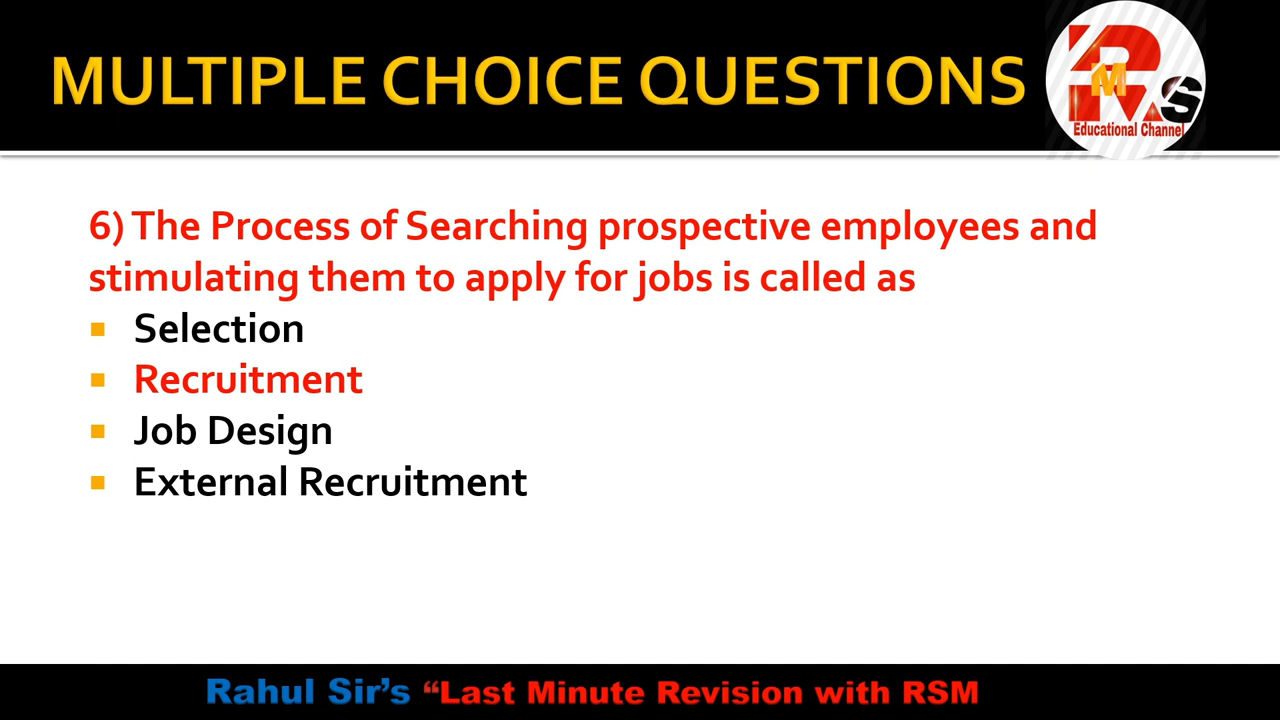 MULTIPLE CHOICE QUESTIONS
RMS
Educational Channel
6) The Process of Searching prospective employees and
stimulating them to apply for jobs is called as
Selection
Recruitment
Job Design
External Recruitment
Rahul Sir's “Last Minute Revision with RSM